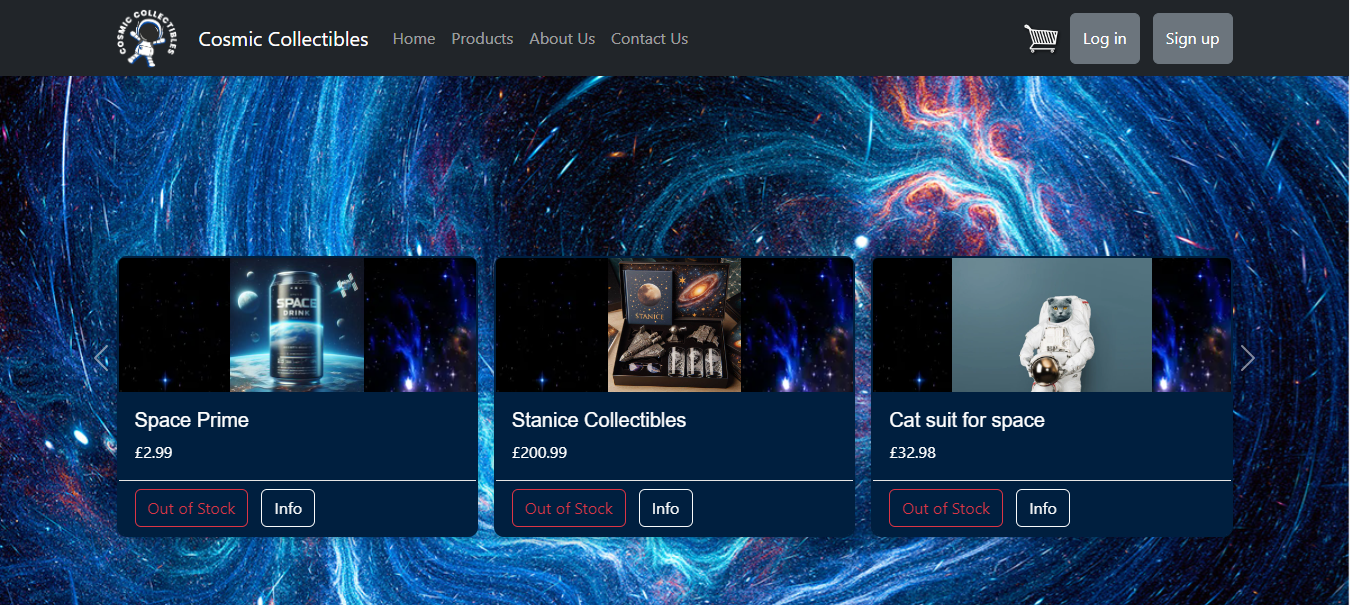 COSMIC COLLECTIBLES
Cosmic Collectibles
Home
Products
About Us
Contact Us
Log in
Sign up
SPACE
DRINK
STANICE
Space Prime
£2.99
Out of Stock
Info
Stanice Collectibles
£200.99
Out of Stock
Info
Cat suit for space
£32.98
Out of Stock
Info